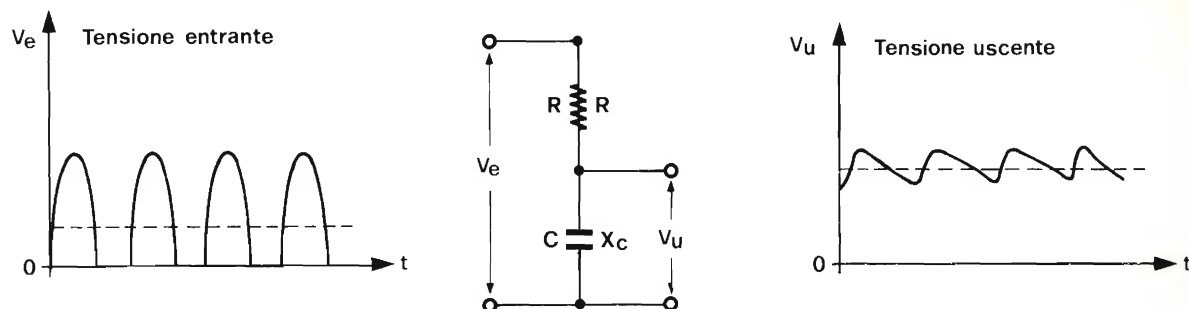 Ve Tensione entrante
0
t
R R
Ve
C Xc
Vu
Vu Tensione uscente
0
t